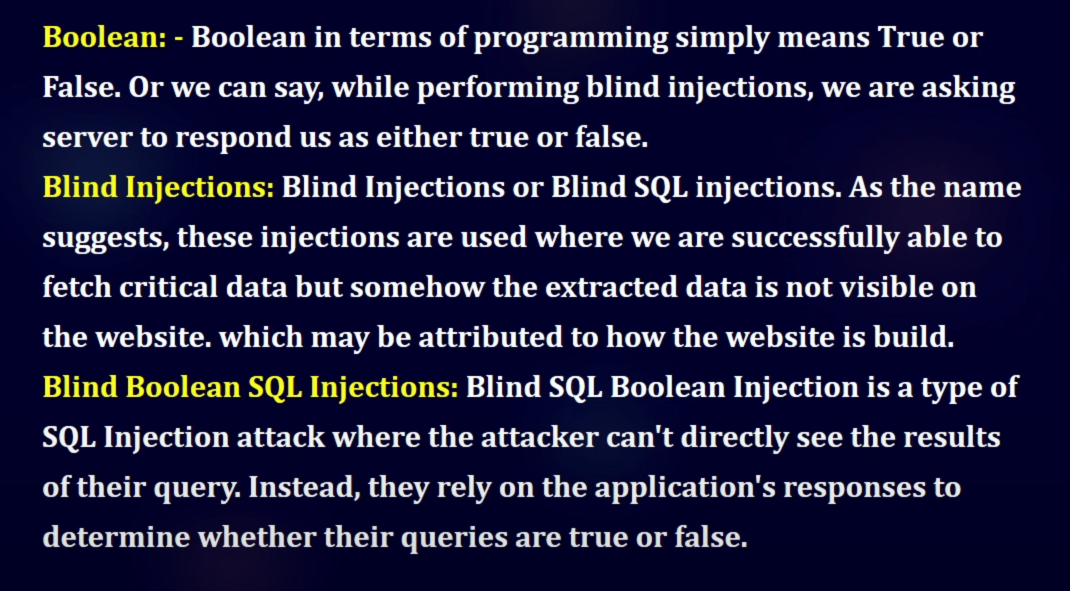 Boolean: - Boolean in terms of programming simply means True or
False. Or we can say, while performing blind injections, we are asking
server to respond us as either true or false.
Blind Injections: Blind Injections or Blind SQL injections. As the name
suggests, these injections are used where we are successfully able to
fetch critical data but somehow the extracted data is not visible on
the website. which may be attributed to how the website is build.
Blind Boolean SQL Injections: Blind SQL Boolean Injection is a type of
SQL Injection attack where the attacker can't directly see the results
of their query. Instead, they rely on the application's responses to
determine whether their queries are true or false.